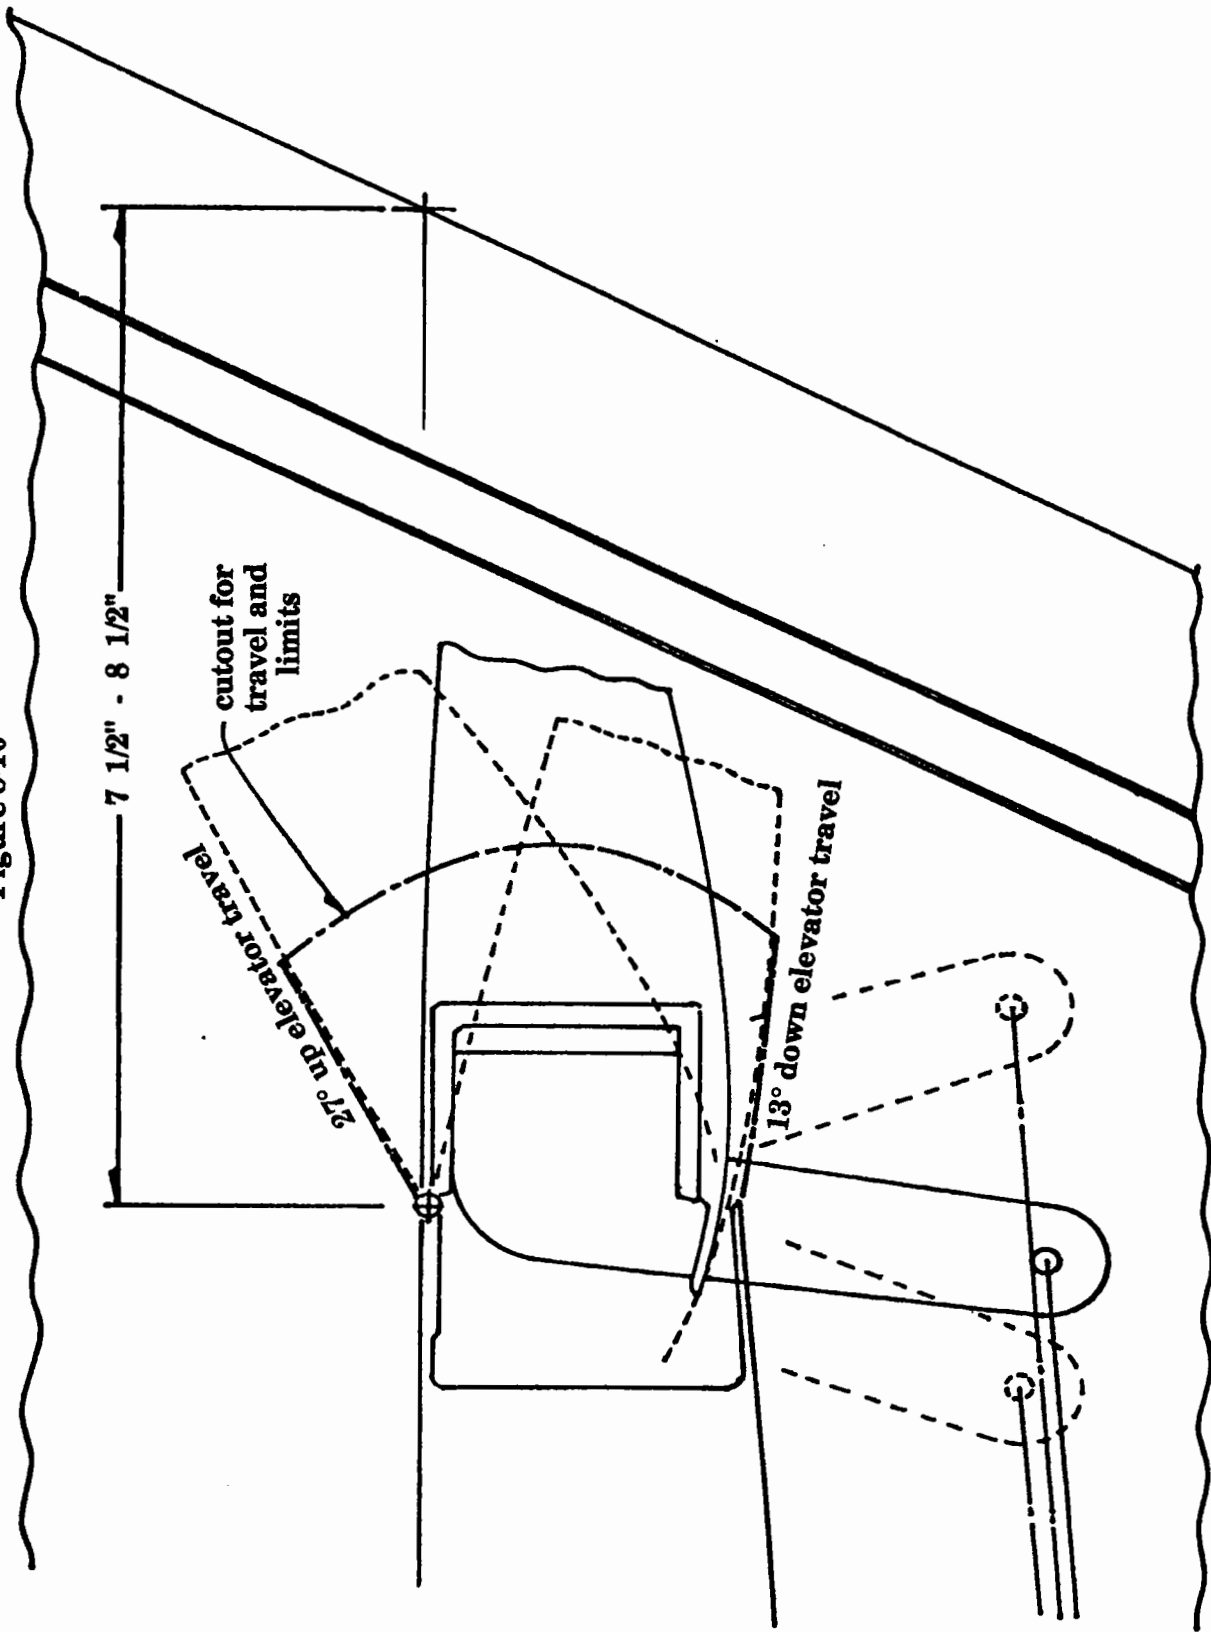 7 1/2" - 8 1/2"
cutout for
travel and
limits
27° up elevator travel
13° down elevator travel